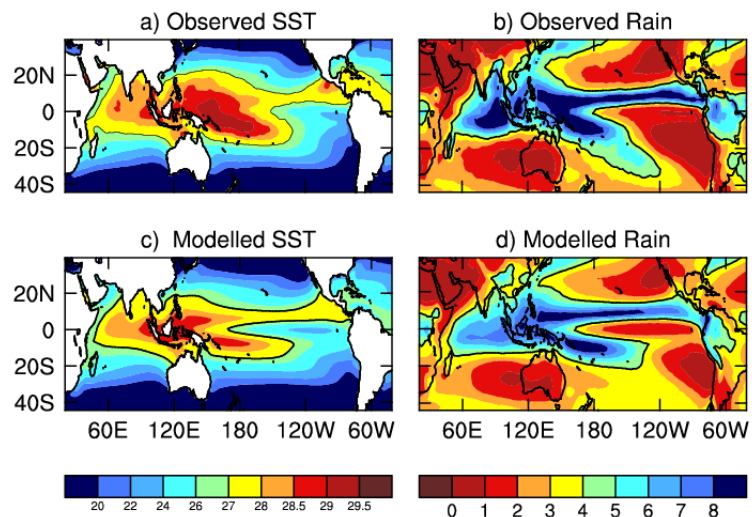 a) Observed SST
b) Observed Rain
20N
0
20S
40S
c) Modelled SST
d) Modelled Rain
20N
0
20S
40S
60E 120E 180 120W 60W
60E 120E 180 120W 60W
20 22 24 26 27 28 28.5 29 29.5
0 1 2 3 4 5 6 7 8